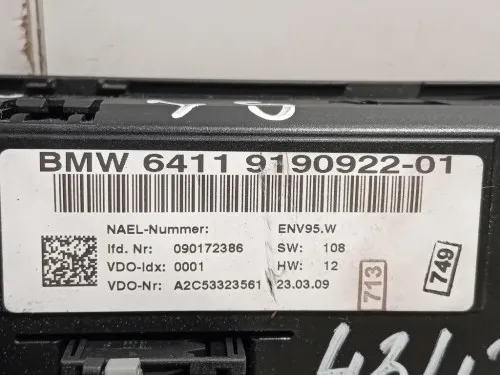 BMW 6411 9190922-01
NAEL-Nummer: ENV95.W
lfd. Nr: 090172386 SW: 108
VDO-Idx: 0001 HW: 12
VDO-Nr: A2C53323561 23.03.09
713
749